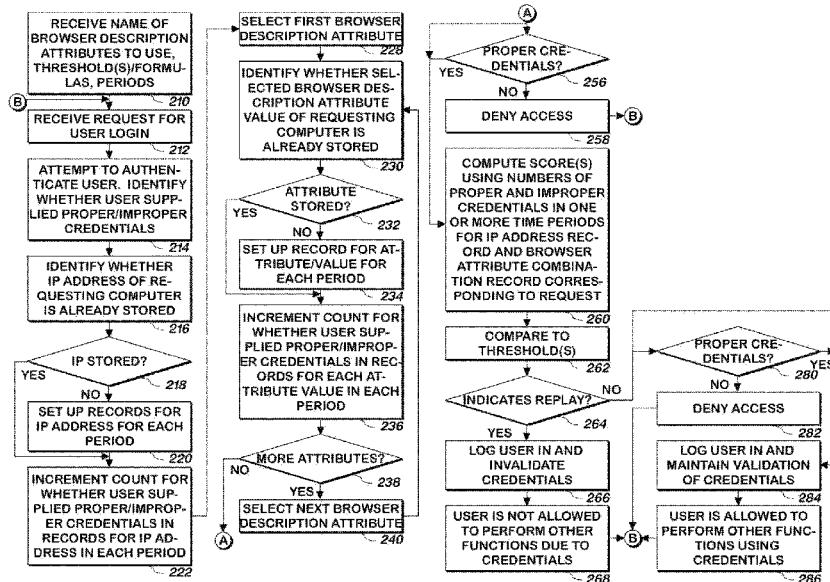 RECEIVE NAME OF
BROWSER DESCRIPTION
ATTRIBUTES TO USE,
THRESHOLD(S)/FORMU-
LAS, PERIODS
210
B
RECEIVE REQUEST FOR
USER LOGIN
212
ATTEMPT TO AUTHEN-
TICATE USER. IDENTIFY
WHETHER USER SUPP-
PLIED PROPER/IMPROPER
CREDENTIALS
214
IDENTIFY WHETHER
IP ADDRESS OF RE-
QUESTING COMPUTER
IS ALREADY STORED
216
IP STORED?
YES
218
NO
SET UP RECORDS FOR
IP ADDRESS FOR EACH
PERIOD
220
INCREMENT COUNT FOR
WHETHER USER SUP-
PLIED PROPER/IMPROP-
ER CREDENTIALS IN
RECORDS FOR IP AD-
DRESS IN EACH PERIOD
222
SELECT FIRST BROWSER
DESCRIPTION ATTRIBUTE
228
IDENTIFY WHETHER SEL-
ECTED BROWSER DES-
CRIPTION ATTRIBUTE
VALUE OF REQUESTING
COMPUTER IS
ALREADY STORED
230
ATTRIBUTE
STORED?
YES
232
NO
SET UP RECORD FOR AT-
TRIBUTE/VALUE FOR
EACH PERIOD
234
INCREMENT COUNT FOR
WHETHER USER SUP-
PLIED PROPER/IMPROP-
ER CREDENTIALS IN REC-
ORDS FOR EACH AT-
TRIBUTE VALUE IN EACH
PERIOD
236
NO
MORE ATTRIBUTES?
238
YES
SELECT NEXT BROWSER
DESCRIPTION ATTRIBUTE
240
A
A
PROPER CRE-
DENTIALS?
YES
256
NO
DENY ACCESS
B
258
COMPUTE SCORE(S)
USING NUMBERS OF
PROPER AND IMPROPER
CREDENTIALS IN ONE
OR MORE TIME PERIODS
FOR IP ADDRESS REC-
ORD AND BROWSER
ATTRIBUTE COMBINA-
TION RECORD CORRES-
PONDING TO REQUEST
260
COMPARE TO
THRESHOLD(S)
262
INDICATES REPLAY?
NO
264
YES
LOG USER IN AND
INVALIDATE
CREDENTIALS
266
USER IS NOT ALLOWED
TO PERFORM OTHER
FUNCTIONS DUE TO
CREDENTIALS
268
PROPER CRE-
DENTIALS?
YES
280
NO
DENY ACCESS
282
LOG USER IN AND
MAINTAIN VALIDATION
OF CREDENTIALS
284
B
USER IS ALLOWED TO
PERFORM OTHER FUNC-
TIONS USING
CREDENTIALS
286